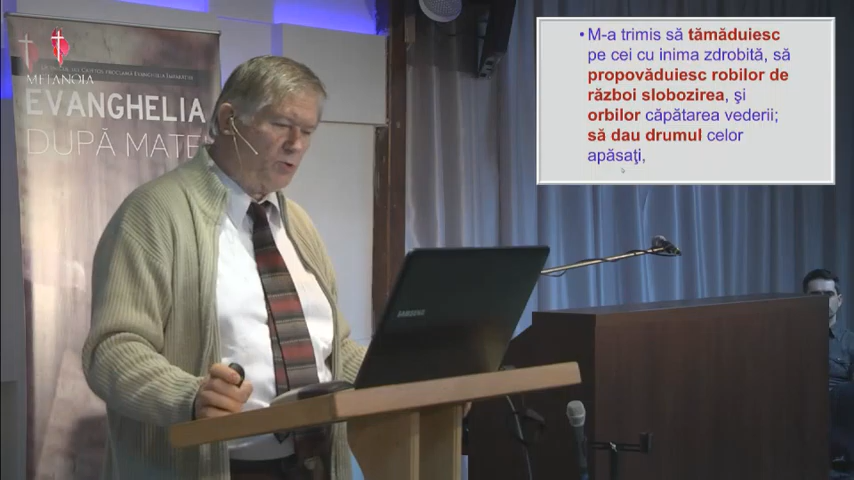 METANOIA
EVANGHELIA
DUPĂ MATE
• M-a trimis să tămăduiesc
pe cei cu inima zdrobită, să
propovăduiesc robilor de
război slobozirea, şi
orbilor căpătarea vederii;
să dau drumul celor
apăsaţi,
SAMSUNG